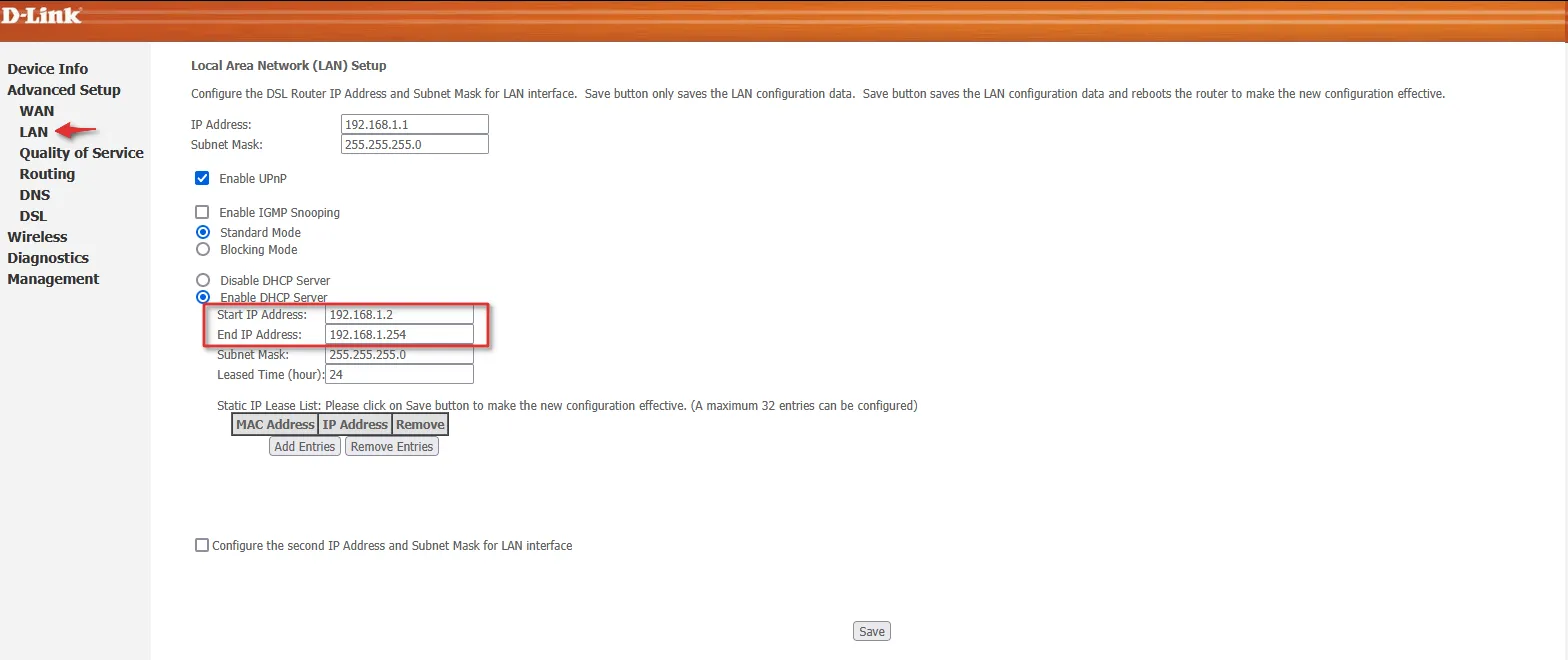 D-Link
Device Info
Advanced Setup
WAN
LAN
Quality of Service
Routing
DNS
DSL
Wireless
Diagnostics
Management
Local Area Network (LAN) Setup
Configure the DSL Router IP Address and Subnet Mask for LAN interface. Save button only saves the LAN configuration data. Save button saves the LAN configuration data and reboots the router to make the new configuration effective.
IP Address: 192.168.1.1
Subnet Mask: 255.255.255.0
Enable UPnP
Enable IGMP Snooping
Standard Mode
Blocking Mode
Disable DHCP Server
Enable DHCP Server
Start IP Address: 192.168.1.2
End IP Address: 192.168.1.254
Subnet Mask: 255.255.255.0
Leased Time (hour): 24
Static IP Lease List: Please click on Save button to make the new configuration effective. (A maximum 32 entries can be configured)
MAC Address IP Address Remove
Add Entries Remove Entries
Configure the second IP Address and Subnet Mask for LAN interface
Save